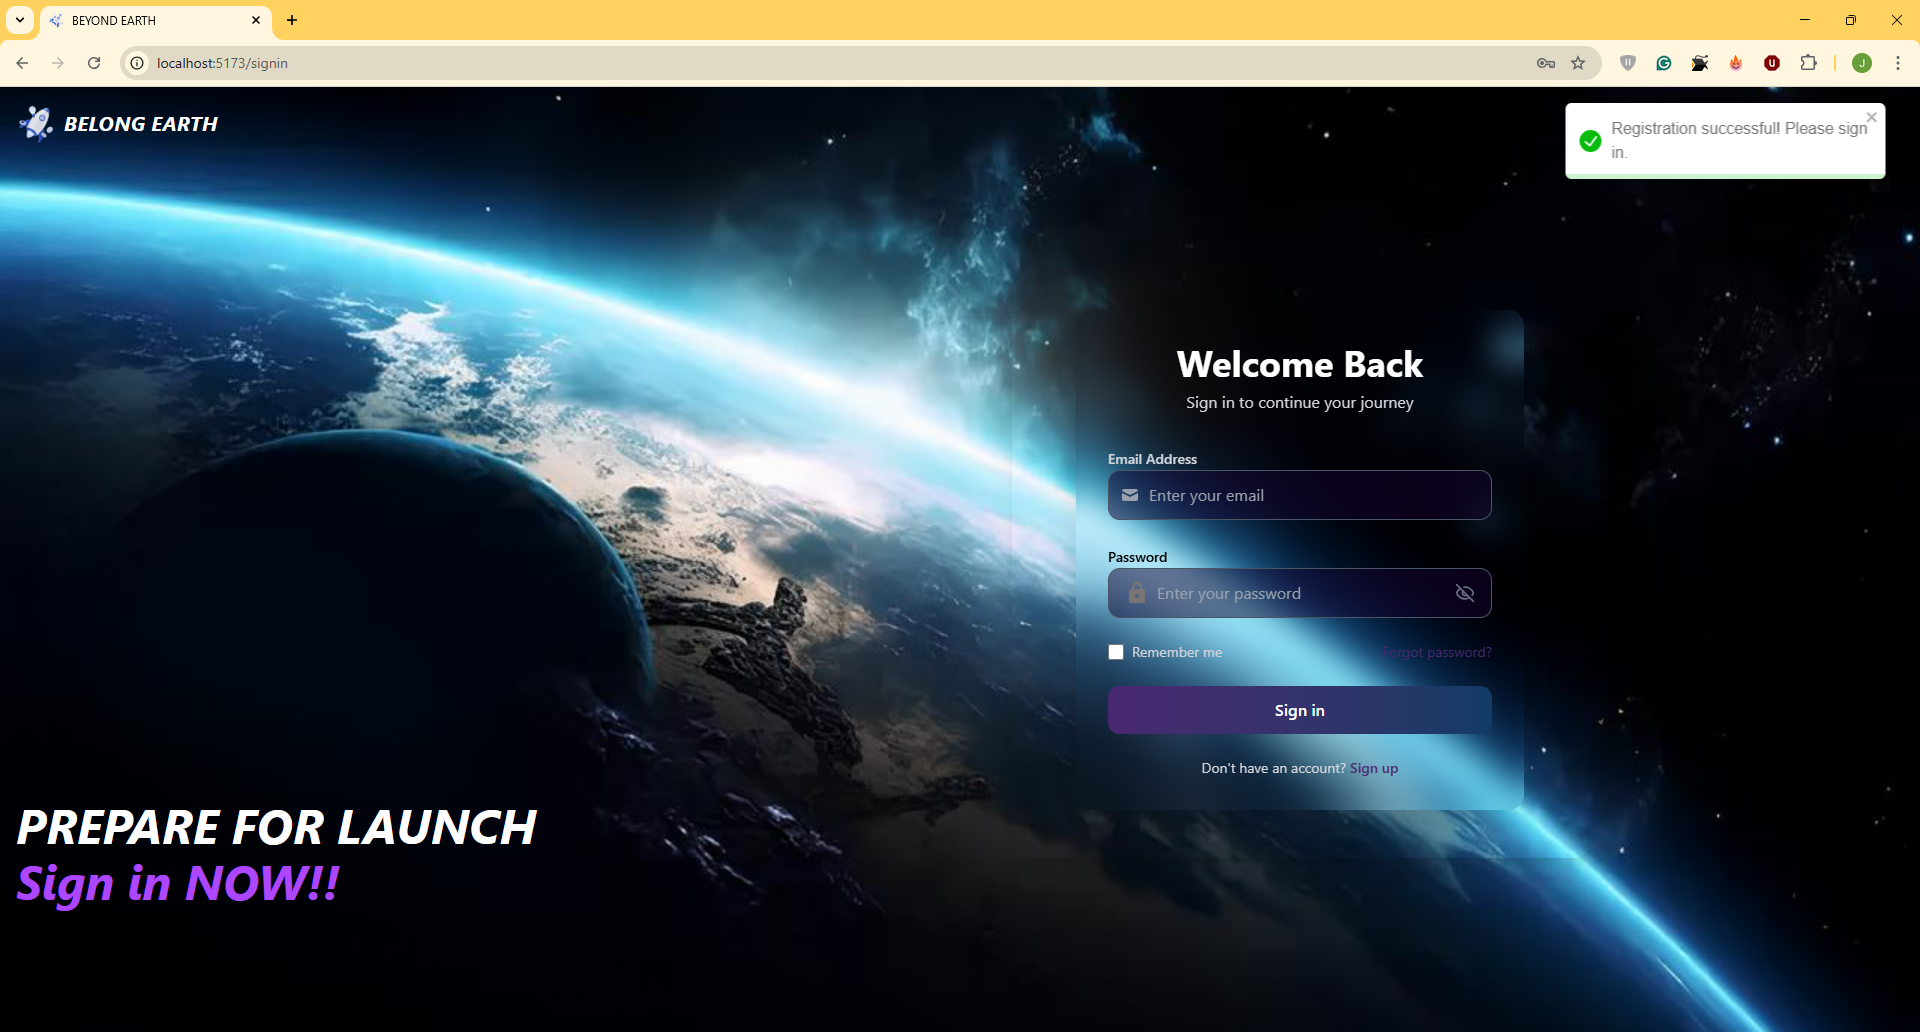 BEYOND EARTH
localhost:5173/signin
J
BELONG EARTH
Registration successful! Please sign
in.
Welcome Back
Sign in to continue your journey
Email Address
Enter your email
Password
Enter your password
Remember me
Forgot password?
Sign in
Don't have an account? Sign up
PREPARE FOR LAUNCH
Sign in NOW!!